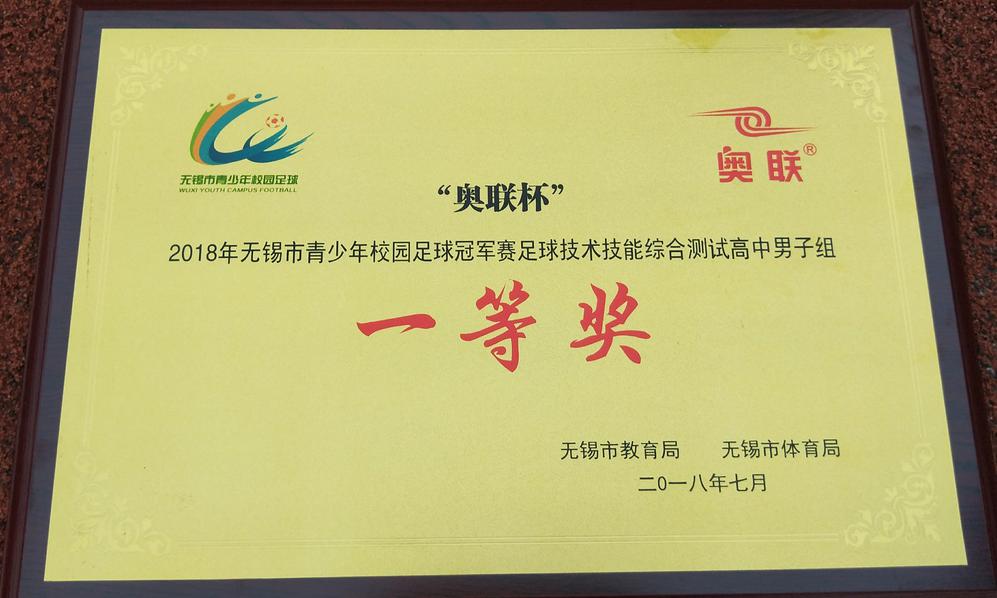 无锡市青少年校园足球
WUXI YOUTH CAMPUS FOOTBALL
奥联®
“奥联杯”
2018年无锡市青少年校园足球冠军赛足球技术技能综合测试高中男子组
一等奖
无锡市教育局 无锡市体育局
二0一八年七月